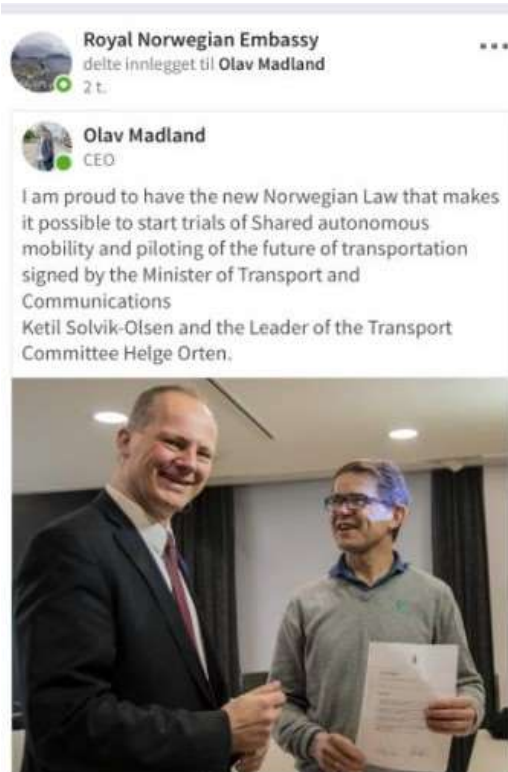 Royal Norwegian Embassy
delte innlegget til Olav Madland
2 t.
Olav Madland
CEO
I am proud to have the new Norwegian Law that makes
it possible to start trials of Shared autonomous
mobility and piloting of the future of transportation
signed by the Minister of Transport and
Communications
Ketil Solvik-Olsen and the Leader of the Transport
Committee Helge Orten.